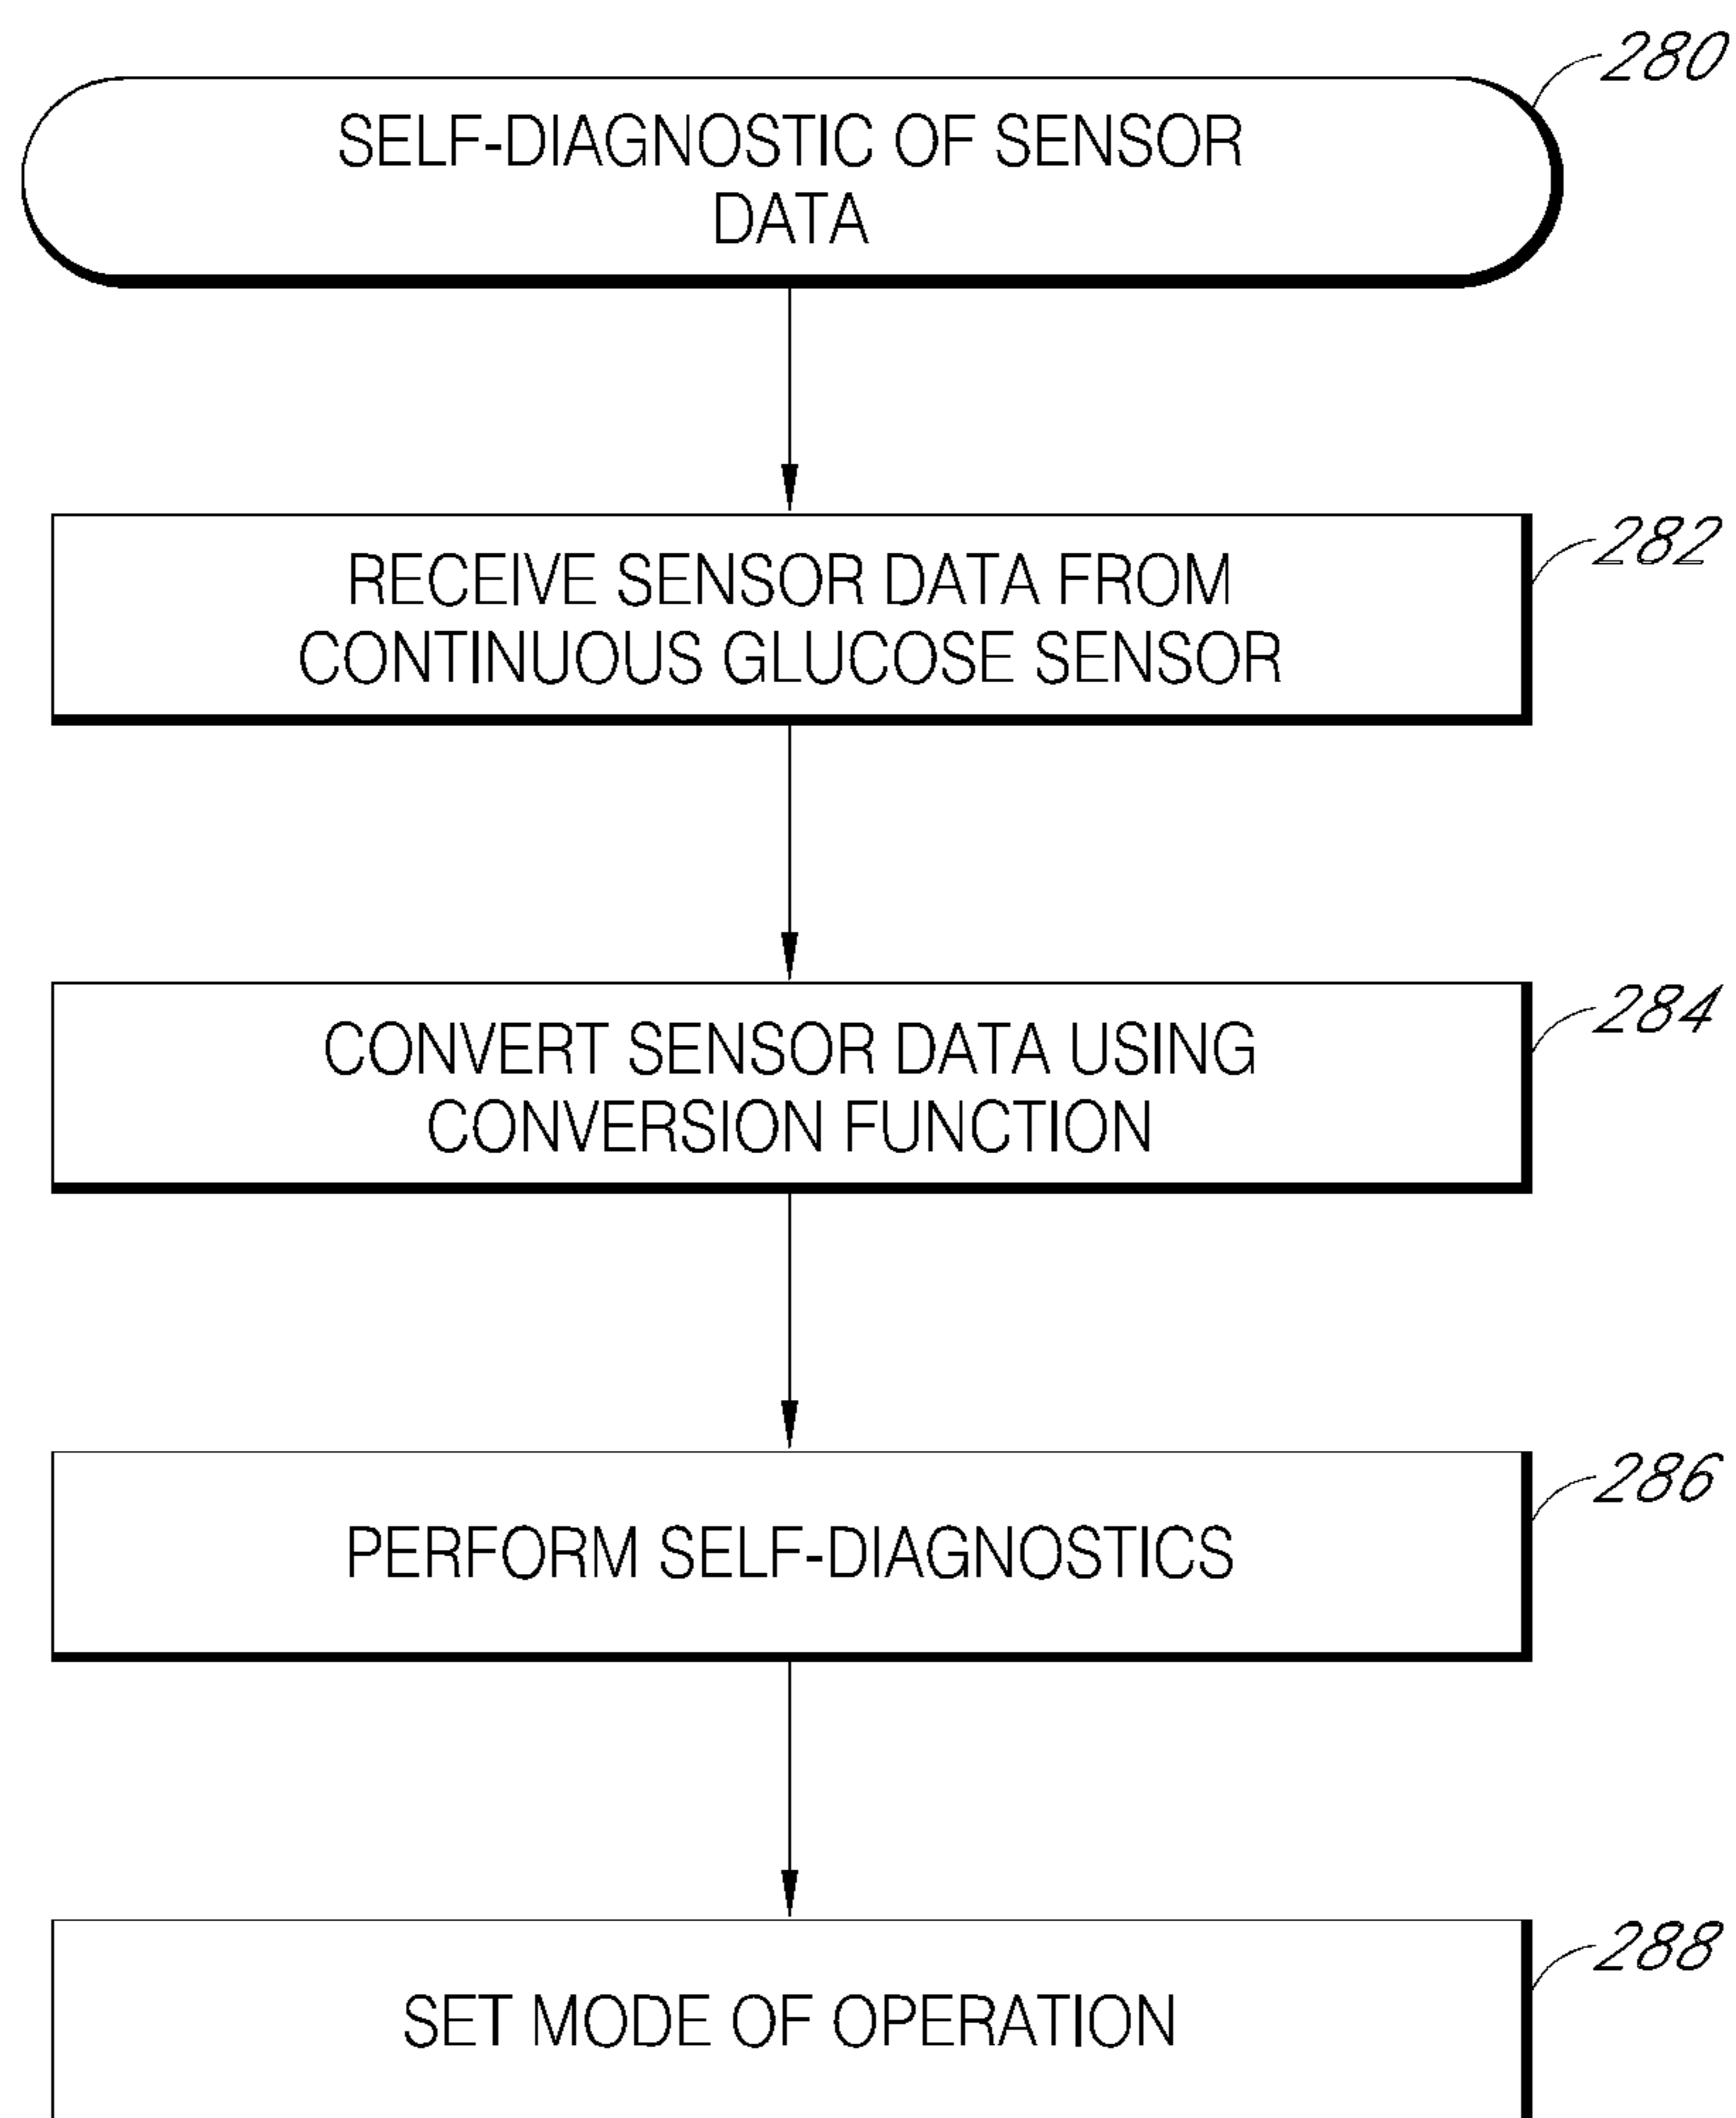 280
SELF-DIAGNOSTIC OF SENSOR
DATA
282
RECEIVE SENSOR DATA FROM
CONTINUOUS GLUCOSE SENSOR
284
CONVERT SENSOR DATA USING
CONVERSION FUNCTION
286
PERFORM SELF-DIAGNOSTICS
288
SET MODE OF OPERATION